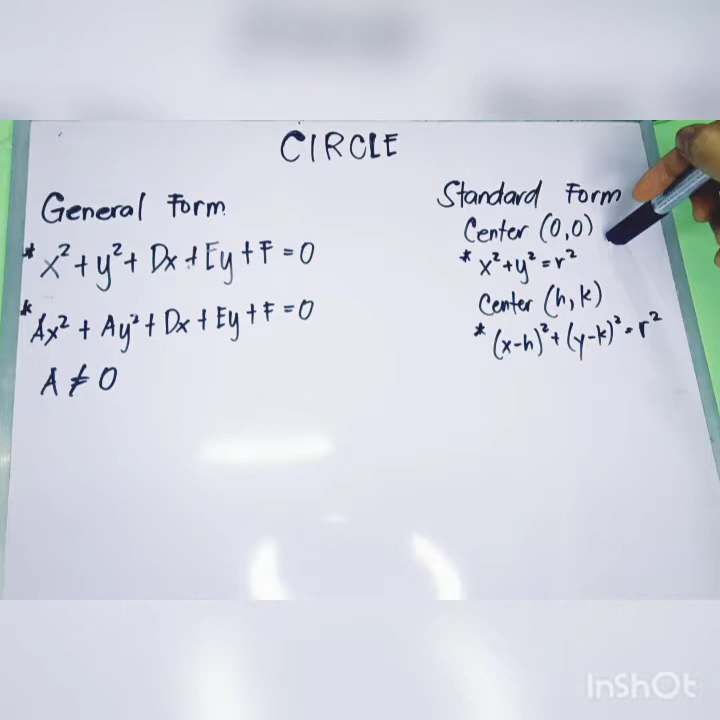 CIRCLE
General Form
* x² + y² + Dx + Ey + F = 0
* Ax² + Ay² + Dx + Ey + F = 0
A ≠ 0
Standard Form
Center (0,0)
* x² + y² = r²
Center (h, k)
* (x-h)² + (y-k)² = r²
InShOt